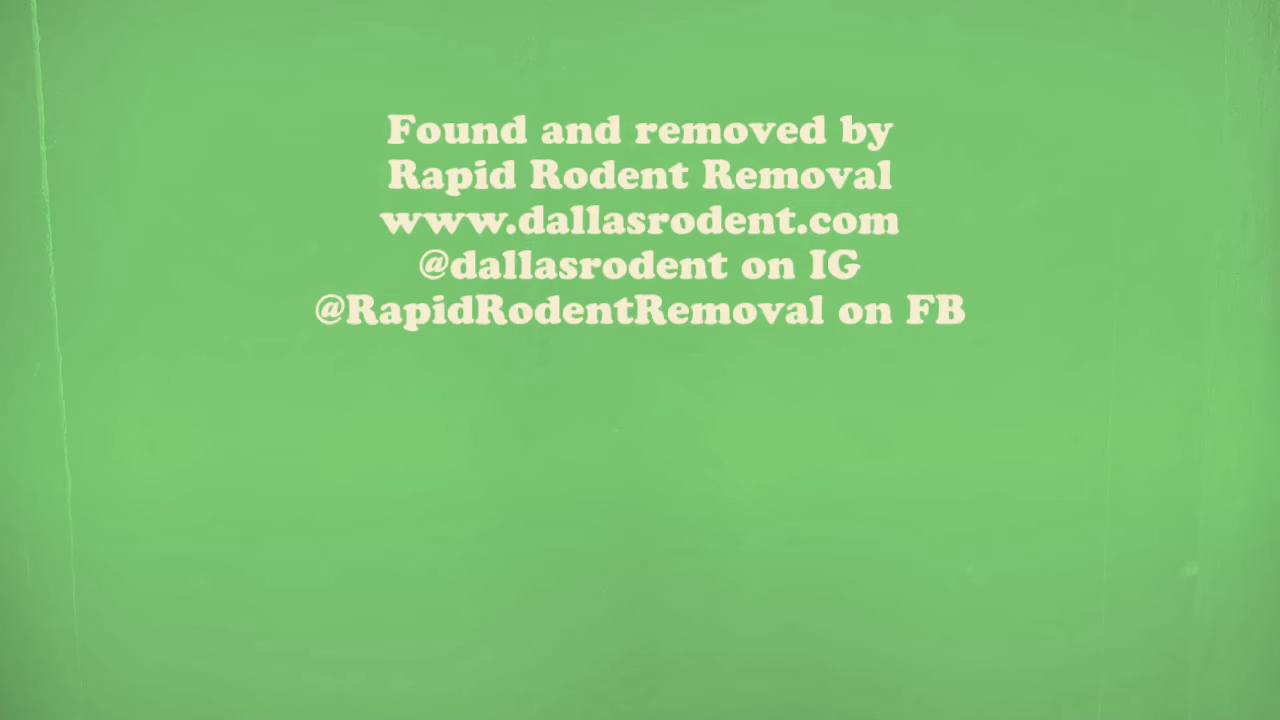 Found and removed by
Rapid Rodent Removal
www.dallasrodent.com
@dallasrodent on IG
@RapidRodentRemoval on FB